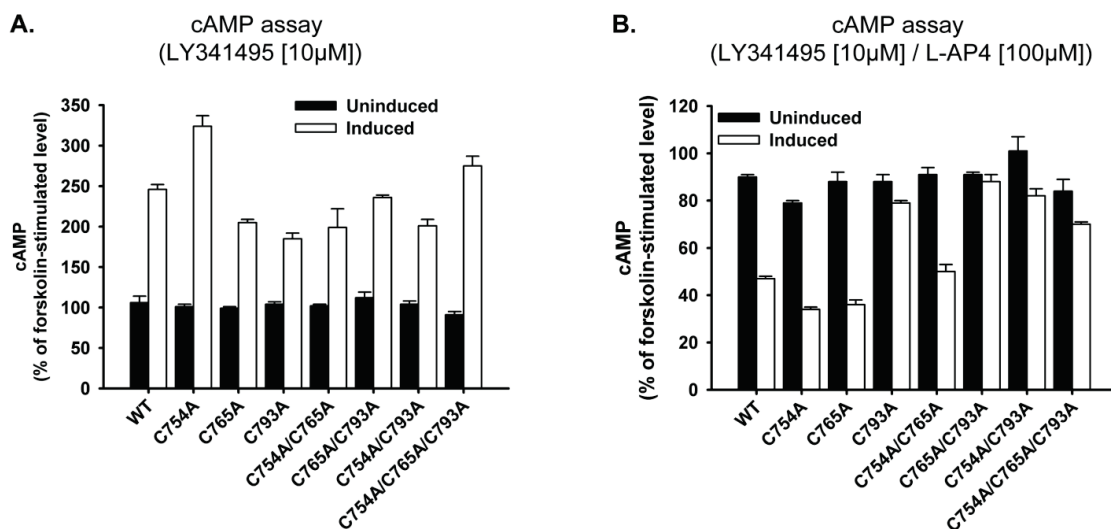 A.
cAMP assay
(LY341495 [10µM])
cAMP
(% of forskolin-stimulated level)
350
300
250
200
150
100
50
0
Uninduced
Induced
WT
C754A
C765A
C793A
C754A/C765A
C765A/C793A
C754A/C793A
C754A/C765A/C793A
B.
cAMP assay
(LY341495 [10µM] / L-AP4 [100µM])
cAMP
(% of forskolin-stimulated level)
120
100
80
60
40
20
0
Uninduced
Induced
WT
C754A
C765A
C793A
C754A/C765A
C765A/C793A
C754A/C793A
C754A/C765A/C793A